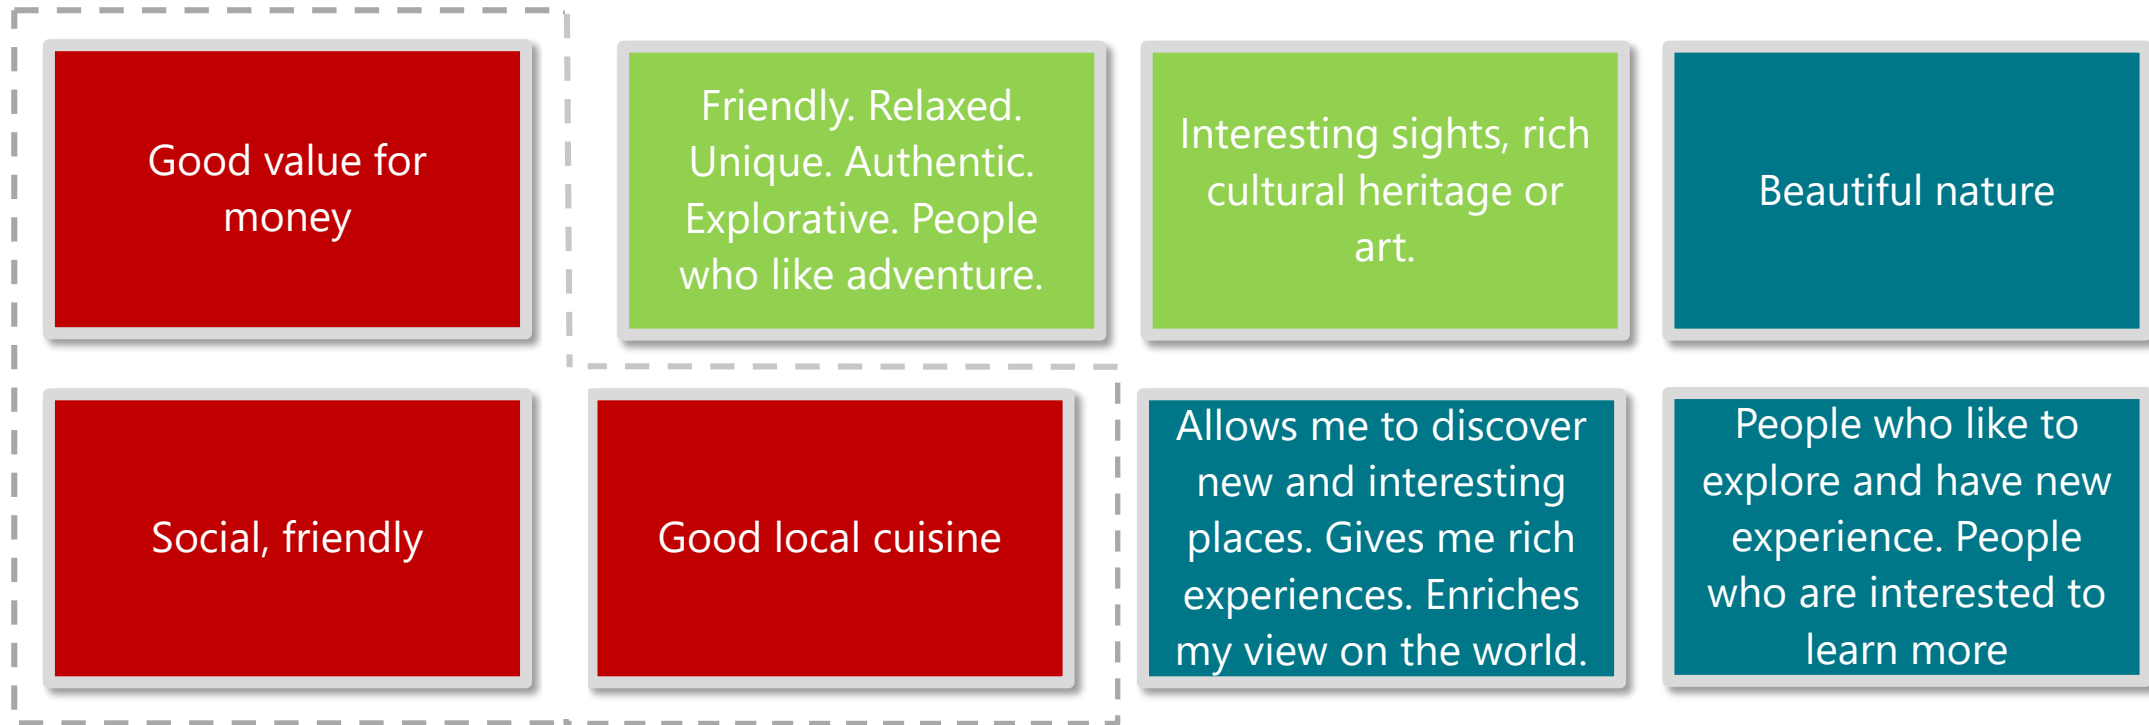 Good value for
money
Friendly. Relaxed.
Unique. Authentic.
Explorative. People
who like adventure.
Interesting sights, rich
cultural heritage or
art.
Beautiful nature
Social, friendly
Good local cuisine
Allows me to discover
new and interesting
places. Gives me rich
experiences. Enriches
my view on the world.
People who like to
explore and have new
experience. People
who are interested to
learn more